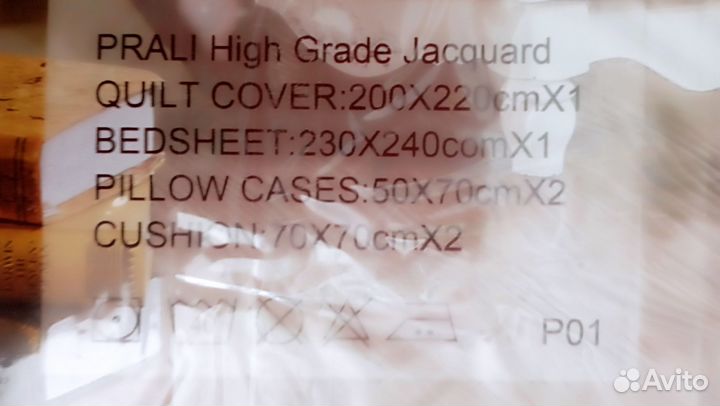 PRALI High Grade Jacquard
QUILT COVER:200X220cmX1
BEDSHEET:230X240comX1
PILLOW CASES:50X70cmX2
CUSHION:70X70cmX2
P01
Avito